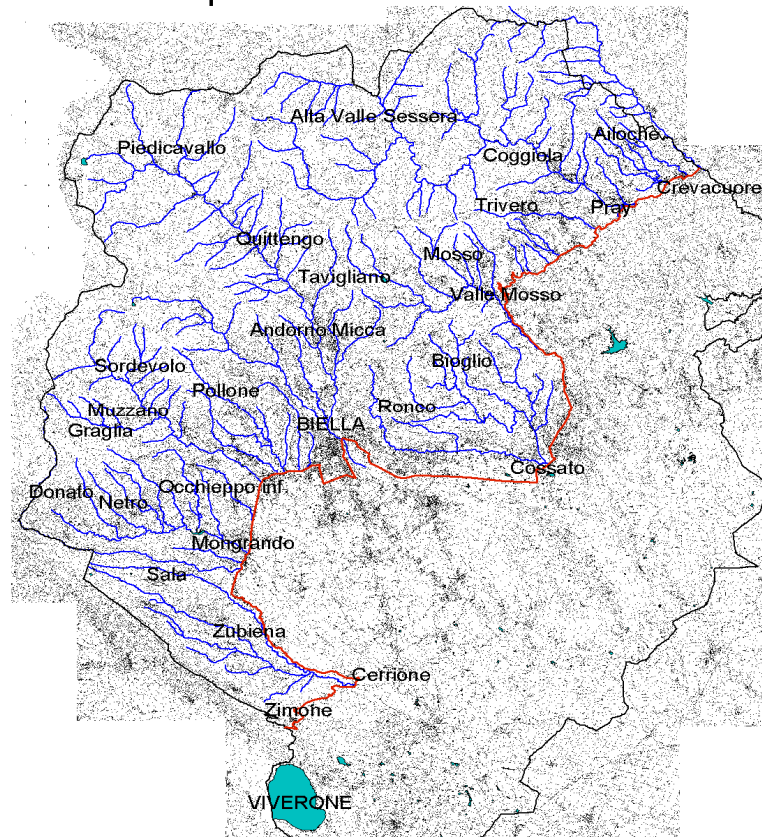 Alta Valle Sessera
Ailoche
Piedicavallo
Coggiola
Crevacuore
Trivero
Pray
Quittengo
Mosso
Tavigliano
Valle Mosso
Andorno Micca
Bioglio
Sordevolo
Pollone
Muzzano
Ronco
Graglia
BIELLA
Cossato
Donato
Occhieppo inf.
Netro
Mongrando
Sala
Zubiena
Cerrione
Zimone
VIVERONE